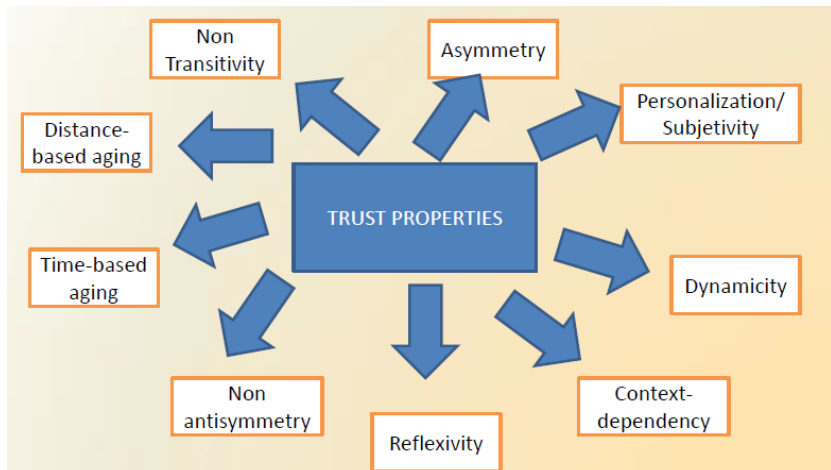 Non
Transitivity
Asymmetry
Personalization/
Subjetivity
Distance-
based aging
TRUST PROPERTIES
Time-based
aging
Dynamicity
Non
antisymmetry
Reflexivity
Context-
dependency